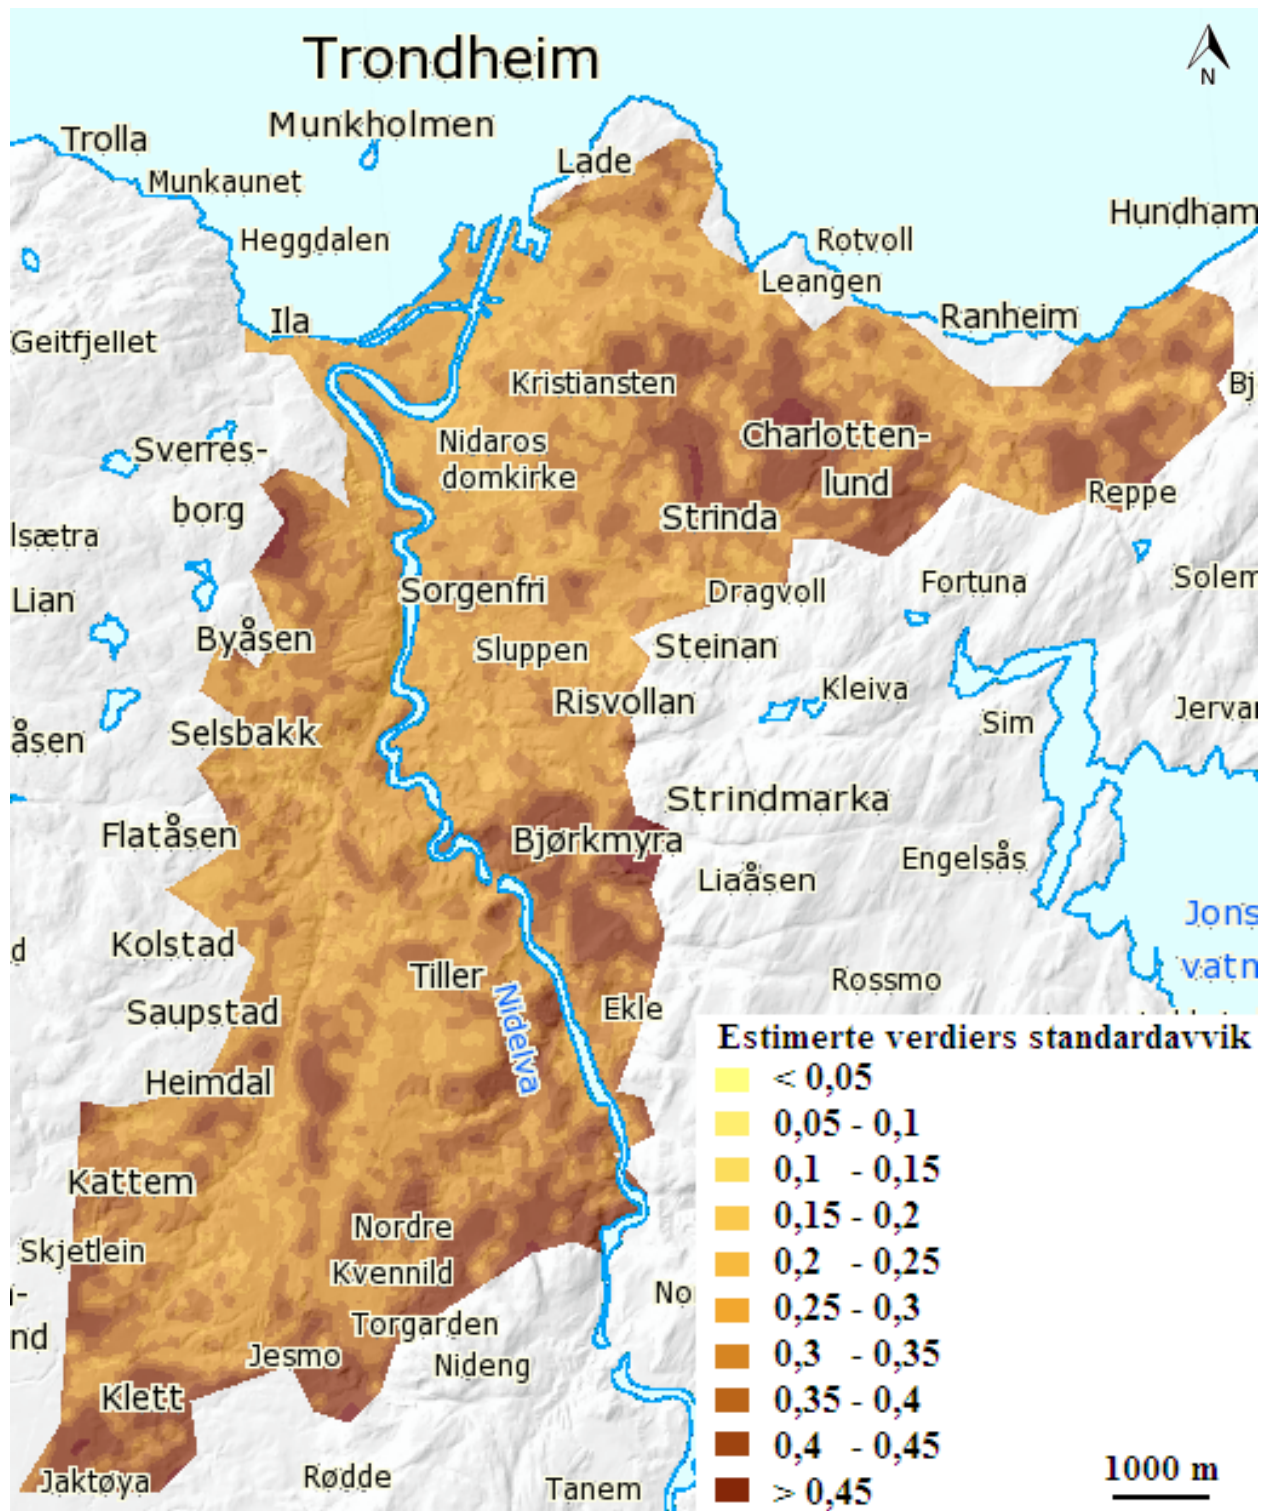 Trondheim
N
Munkholmen
Trolla
Lade
Munkaunet
Hundham
Heggdalen
Rotvoll
Leangen
Ila
Ranheim
Geitfjellet
Kristiansten
Bj
Charlotten-
lund
Nidaros
domkirke
Sverres-
borg
Reppe
Strinda
lsætra
Solem
Fortuna
Lian
Dragvoll
Sorgenfri
Byåsen
Steinan
Sluppen
Kleiva
Risvollan
Jervan
Sim
Selsbakk
åsen
Strindmarka
Flatåsen
Bjørkmyra
Engelsås
Liaåsen
Jons
vatn
Kolstad
d
Tiller
Rossmo
Nidelva
Ekle
Saupstad
Heimdal
Kattem
Nordre
Kvennild
Skjetlein
-
nd
No
Torgarden
Jesmo
Nideng
Klett
Jaktøya
Rødde
Tanem
Estimerte verdiers standardavvik
< 0,05
0,05 - 0,1
0,1 - 0,15
0,15 - 0,2
0,2 - 0,25
0,25 - 0,3
0,3 - 0,35
0,35 - 0,4
0,4 - 0,45
> 0,45
1000 m